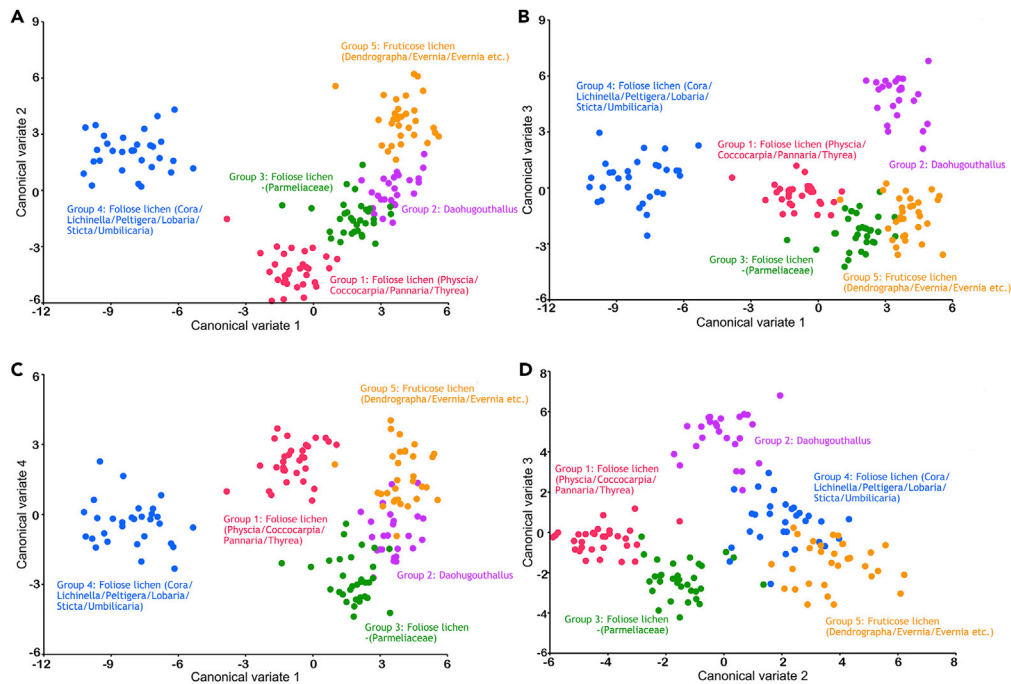 A
9
6
3
0
-3
-6
-12
-9
-6
-3
0
3
6
Canonical variate 2
Canonical variate 1
Group 5: Fruticose lichen
(Dendrographa/Evernia/Evernia etc.)
Group 3: Foliose lichen
-(Parmeliaceae)
Group 2: Daohugouthallus
Group 4: Foliose lichen (Cora/
Lichinella/Peltigera/Lobaria/
Sticta/Umbilicaria)
Group 1: Foliose lichen (Physcia/
Coccocarpia/Pannaria/Thyrea)
B
9
6
3
0
-3
-6
-12
-9
-6
-3
0
3
6
Canonical variate 3
Canonical variate 1
Group 4: Foliose lichen (Cora/
Lichinella/Peltigera/Lobaria/
Sticta/Umbilicaria)
Group 1: Foliose lichen (Physcia/
Coccocarpia/Pannaria/Thyrea)
Group 2: Daohugouthallus
Group 3: Foliose lichen
-(Parmeliaceae)
Group 5: Fruticose lichen
(Dendrographa/Evernia/Evernia etc.)
C
6
3
0
-3
-6
-12
-9
-6
-3
0
3
6
Canonical variate 4
Canonical variate 1
Group 5: Fruticose lichen
(Dendrographa/Evernia/Evernia etc.)
Group 1: Foliose lichen
(Physcia/Coccocarpia/
Pannaria/Thyrea)
Group 2: Daohugouthallus
Group 4: Foliose lichen (Cora/
Lichinella/Peltigera/Lobaria/
Sticta/Umbilicaria)
Group 3: Foliose lichen
-(Parmeliaceae)
D
8
6
4
2
0
-2
-4
-6
-6
-4
-2
0
2
4
6
8
Canonical variate 3
Canonical variate 2
Group 2: Daohugouthallus
Group 1: Foliose lichen
(Physcia/Coccocarpia/
Pannaria/Thyrea)
Group 4: Foliose lichen (Cora/
Lichinella/Peltigera/Lobaria/
Sticta/Umbilicaria)
Group 3: Foliose lichen
-(Parmeliaceae)
Group 5: Fruticose lichen
(Dendrographa/Evernia/Evernia etc.)